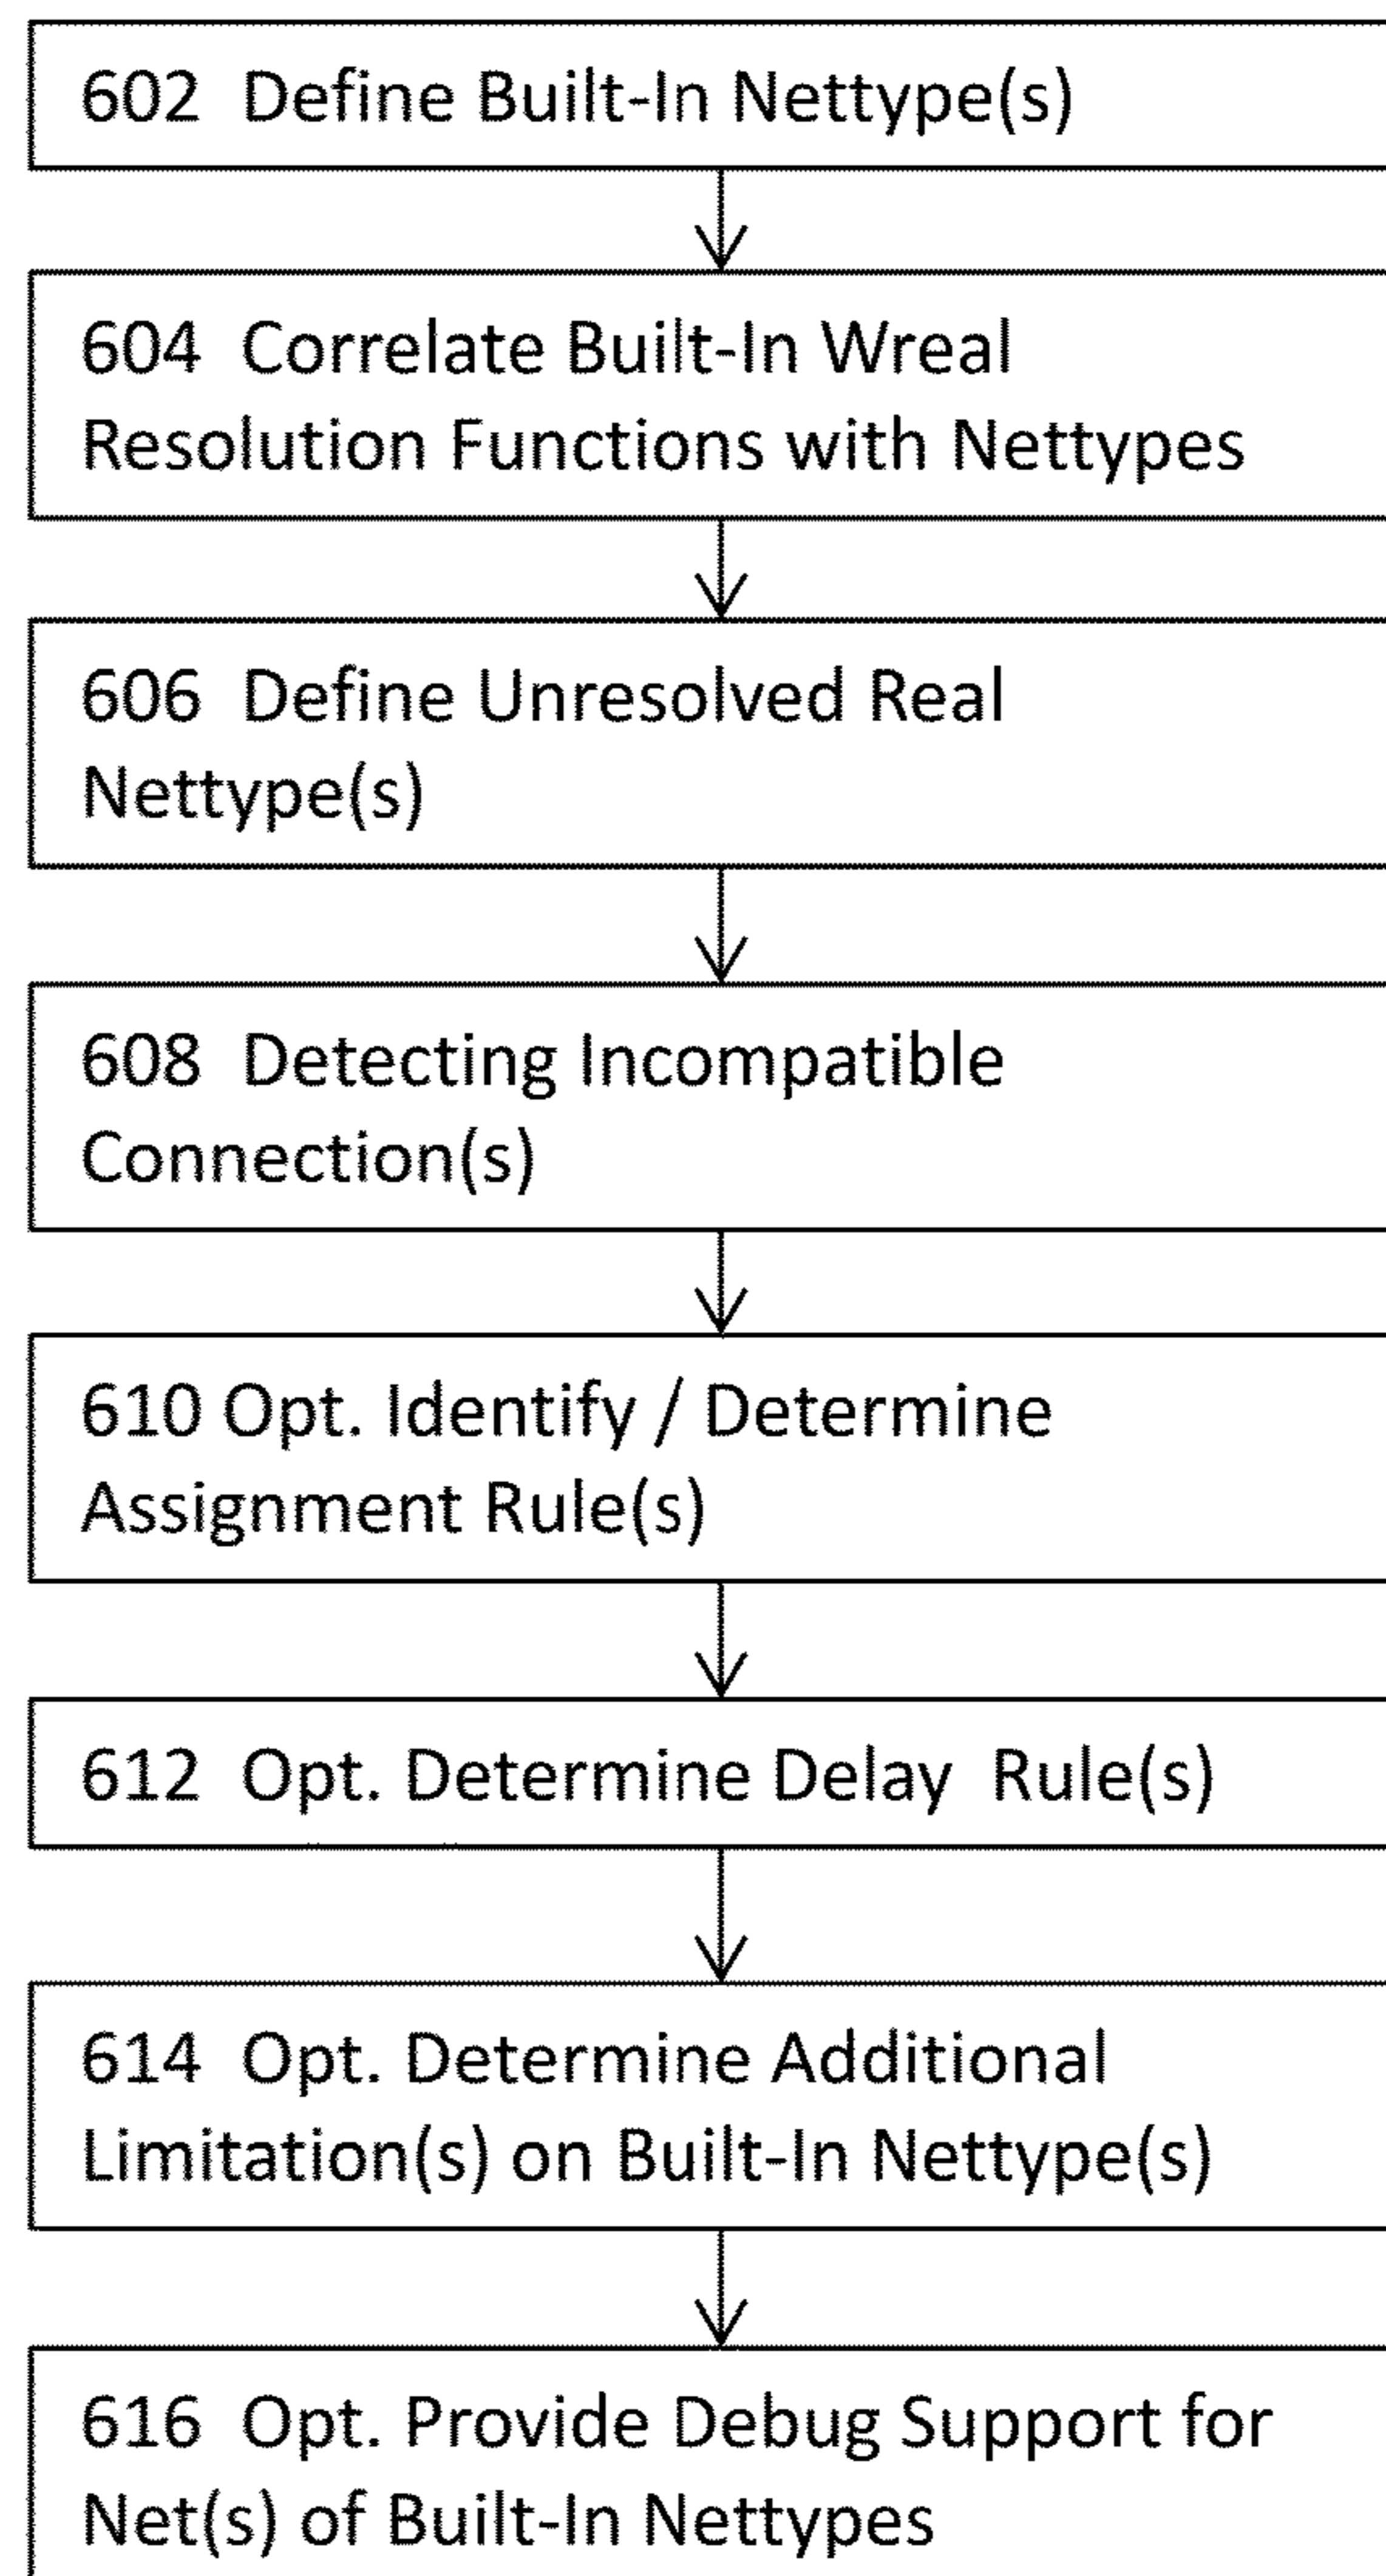 602 Define Built-In Nettype(s)
604 Correlate Built-In Wreal
Resolution Functions with Nettypes
606 Define Unresolved Real
Nettype(s)
608 Detecting Incompatible
Connection(s)
610 Opt. Identify / Determine
Assignment Rule(s)
612 Opt. Determine Delay Rule(s)
614 Opt. Determine Additional
Limitation(s) on Built-In Nettype(s)
616 Opt. Provide Debug Support for
Net(s) of Built-In Nettypes